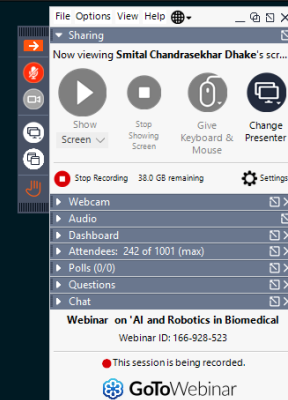 File Options View Help
Sharing
Now viewing Smital Chandrasekhar Dhake's scr...
Show
Screen
Stop
Showing
Screen
Give
Keyboard &
Mouse
Change
Presenter
Stop Recording 38.0 GB remaining Settings
Webcam
Audio
Dashboard
Attendees: 242 of 1001 (max)
Polls (0/0)
Questions
Chat
Webinar on 'AI and Robotics in Biomedical
Webinar ID: 166-928-523
This session is being recorded.
GoToWebinar